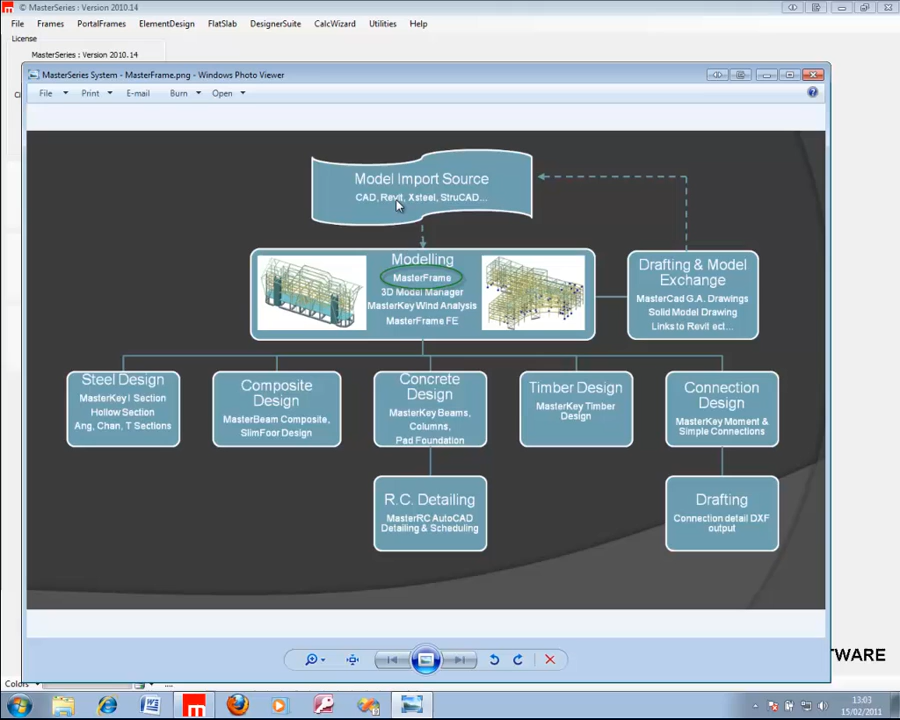 © MasterSeries : Version 2010.14
File Frames PortalFrames ElementDesign FlatSlab DesignerSuite CalcWizard Utilities Help
License
MasterSeries : Version 2010.14
MasterSeries System - MasterFrame.png - Windows Photo Viewer
File Print E-mail Burn Open
Model Import Source
CAD, Revit, Xsteel, StruCAD...
Modelling
MasterFrame
3D Model Manager
MasterKey Wind Analysis
MasterFrame FE
Drafting & Model
Exchange
MasterCad G.A. Drawings
Solid Model Drawing
Links to Revit ect...
Steel Design
MasterKey I Section
Hollow Section
Ang, Chan, T Sections
Composite
Design
MasterBeam Composite,
SlimFoor Design
Concrete
Design
MasterKey Beams,
Columns,
Pad Foundation
Timber Design
MasterKey Timber
Design
Connection
Design
MasterKey Moment &
Simple Connections
R.C. Detailing
MasterRC AutoCAD
Detailing & Scheduling
Drafting
Connection detail DXF
output
TWARE
Colors
13:03
15/02/2011